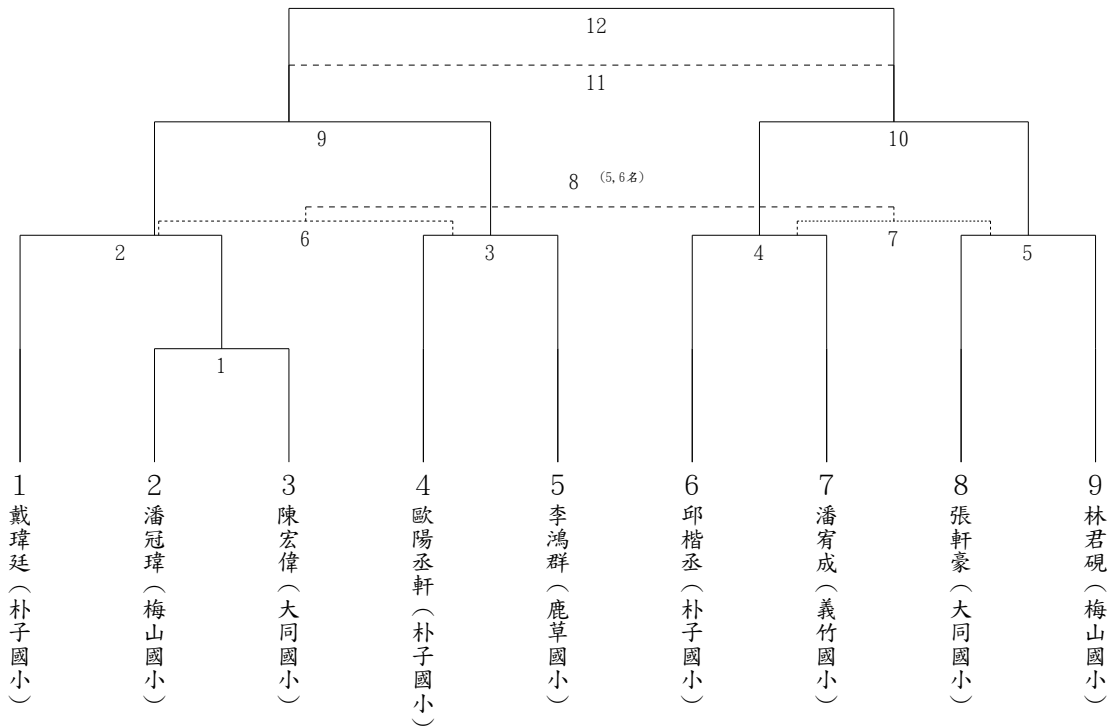 12
11
9
10
8 (5,6名)
6
7
2
3
4
5
1
1 戴瑋廷(朴子國小)
2 潘冠瑋(梅山國小)
3 陳宏偉(大同國小)
4 歐陽丞軒(朴子國小)
5 李鴻群(鹿草國小)
6 邱楷丞(朴子國小)
7 潘宥成(義竹國小)
8 張軒豪(大同國小)
9 林君硯(梅山國小)